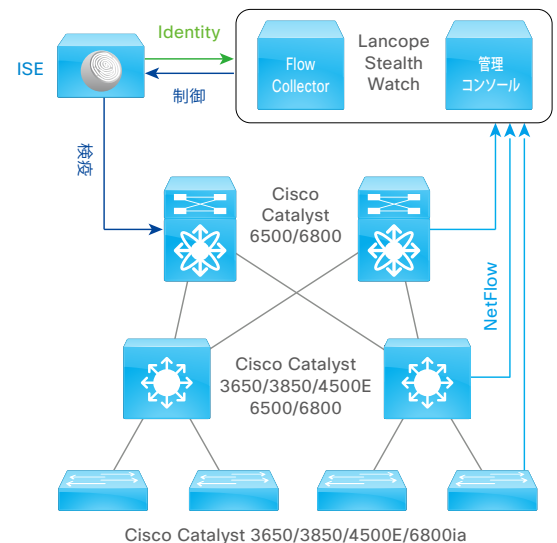 Identity
ISE
制御
Flow
Collector
Lancope
Stealth
Watch
管理
コンソール
検疫
Cisco
Catalyst
6500/6800
NetFlow
Cisco Catalyst
3650/3850/4500E
6500/6800
Cisco Catalyst 3650/3850/4500E/6800ia